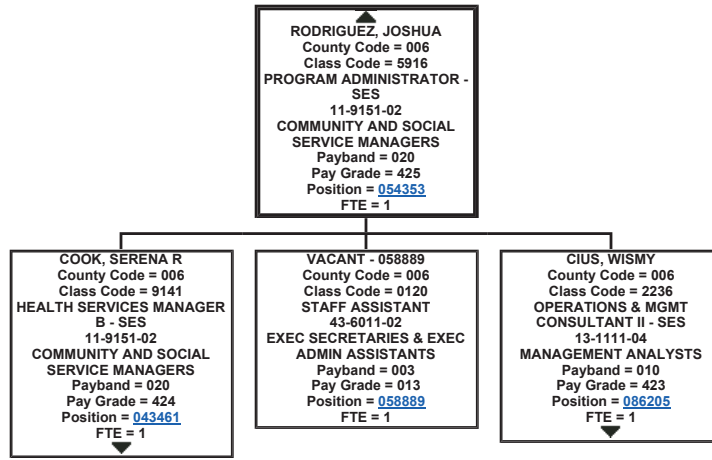 RODRIGUEZ, JOSHUA
County Code = 006
Class Code = 5916
PROGRAM ADMINISTRATOR -
SES
11-9151-02
COMMUNITY AND SOCIAL
SERVICE MANAGERS
Payband = 020
Pay Grade = 425
Position = 054353
FTE = 1
COOK, SERENA R
County Code = 006
Class Code = 9141
HEALTH SERVICES MANAGER
B - SES
11-9151-02
COMMUNITY AND SOCIAL
SERVICE MANAGERS
Payband = 020
Pay Grade = 424
Position = 043461
FTE = 1
VACANT - 058889
County Code = 006
Class Code = 0120
STAFF ASSISTANT
43-6011-02
EXEC SECRETARIES & EXEC
ADMIN ASSISTANTS
Payband = 003
Pay Grade = 013
Position = 058889
FTE = 1
CIUS, WISMY
County Code = 006
Class Code = 2236
OPERATIONS & MGMT
CONSULTANT II - SES
13-1111-04
MANAGEMENT ANALYSTS
Payband = 010
Pay Grade = 423
Position = 086205
FTE = 1